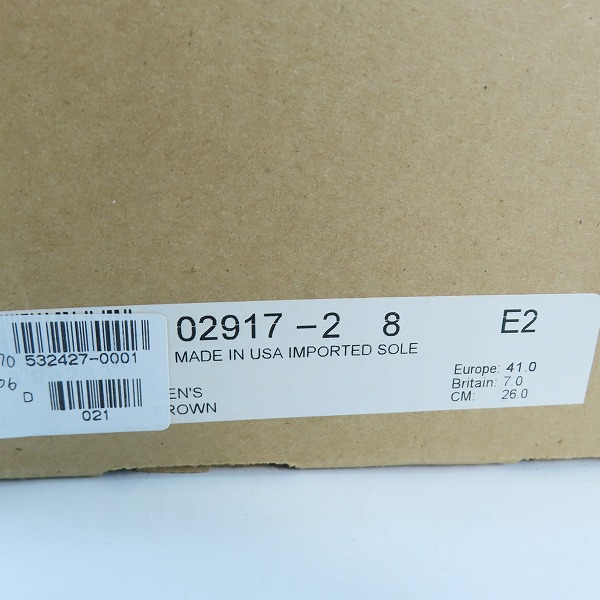 02917-2 8 E2
MADE IN USA IMPORTED SOLE
EN'S
ROWN
Europe: 41.0
Britain: 7.0
CM: 26.0
70 532427-0001
06
D
021